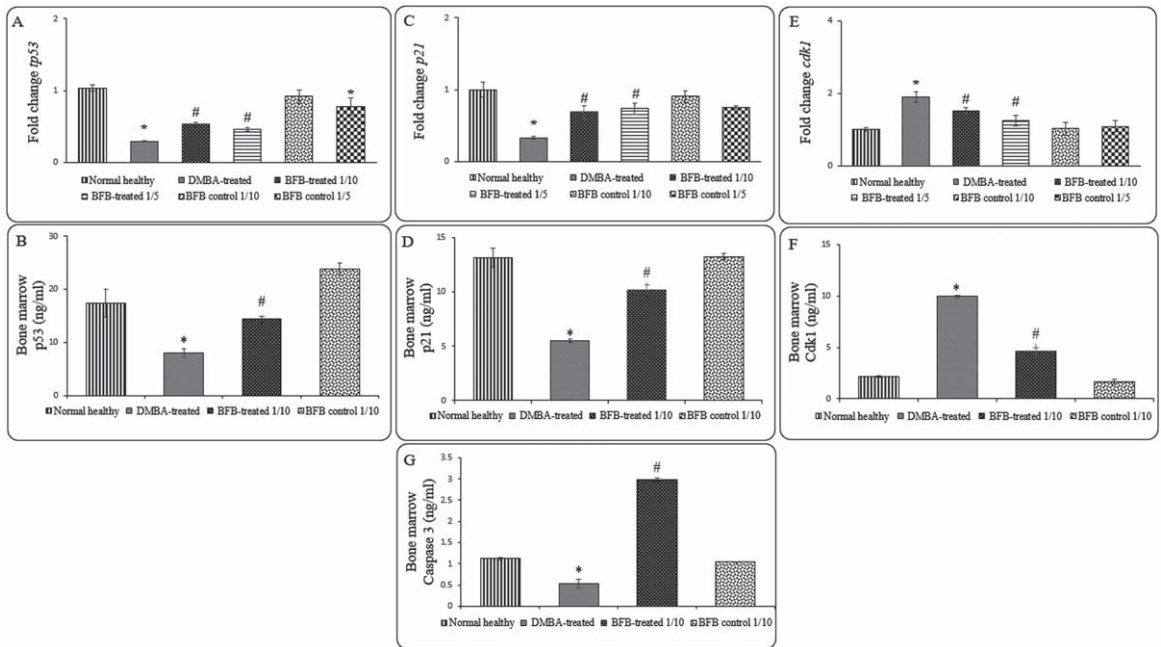 A
Fold change tp53
2
1
0
*
#
#
*
Normal healthy DMBA-treated BFB-treated 1/10
BFB-treated 1/5 BFB control 1/10 BFB control 1/5
C
Fold change p21
2
1
0
*
#
#
Normal healthy DMBA-treated BFB-treated 1/10
BFB-treated 1/5 BFB control 1/10 BFB control 1/5
E
Fold change cdk1
4
2
0
*
#
#
Normal healthy DMBA-treated BFB-treated 1/10
BFB-treated 1/5 BFB control 1/10 BFB control 1/5
B
Bone marrow
p53 (ng/ml)
30
20
10
0
*
#
Normal healthy DMBA-treated BFB-treated 1/10 BFB control 1/10
D
Bone marrow
p21 (ng/ml)
15
10
5
0
*
#
Normal healthy DMBA-treated BFB-treated 1/10 BFB control 1/10
F
Bone marrow
Cdk1 (ng/ml)
15
10
5
0
*
#
Normal healthy DMBA-treated BFB-treated 1/10 BFB control 1/10
G
Bone marrow
Caspase 3 (ng/ml)
3.5
3
2.5
2
1.5
1
0.5
0
*
#
Normal healthy DMBA-treated BFB-treated 1/10 BFB control 1/10